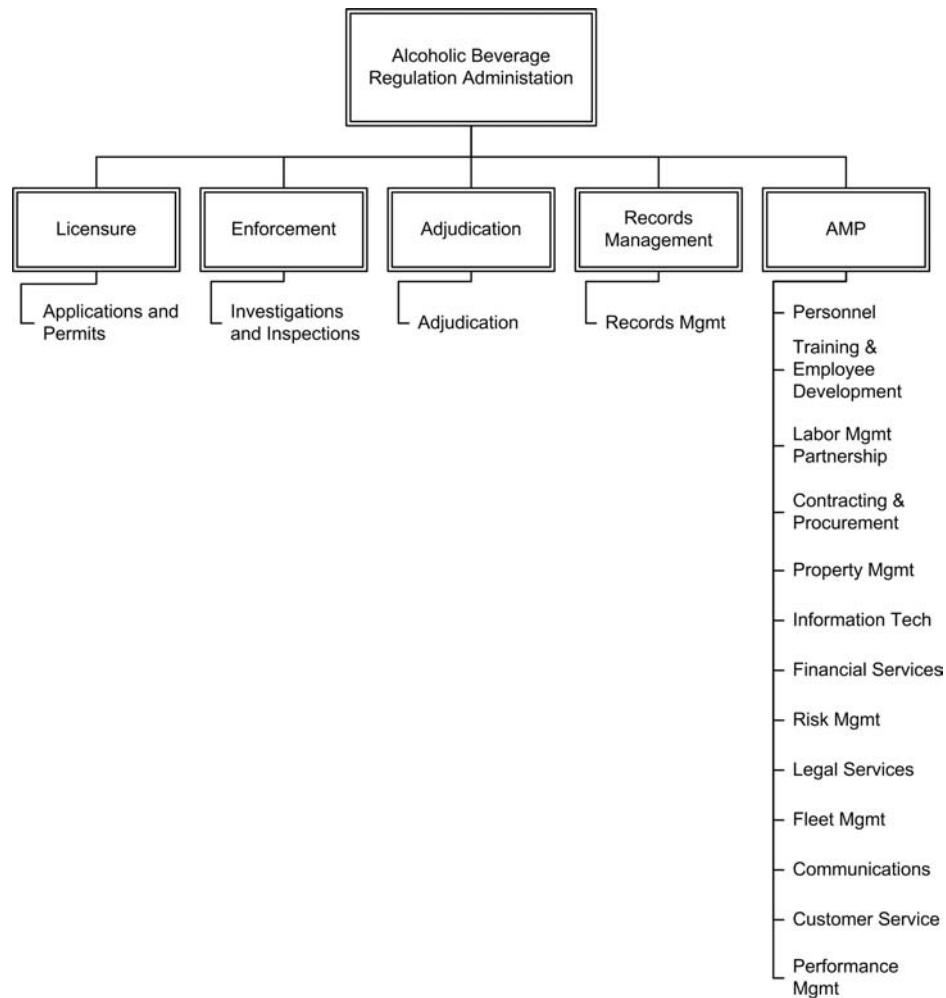 Alcoholic Beverage
Regulation Administation
Licensure
Enforcement
Adjudication
Records
Management
AMP
Applications and
Permits
Investigations
and Inspections
Adjudication
Records Mgmt
Personnel
Training &
Employee
Development
Labor Mgmt
Partnership
Contracting &
Procurement
Property Mgmt
Information Tech
Financial Services
Risk Mgmt
Legal Services
Fleet Mgmt
Communications
Customer Service
Performance
Mgmt